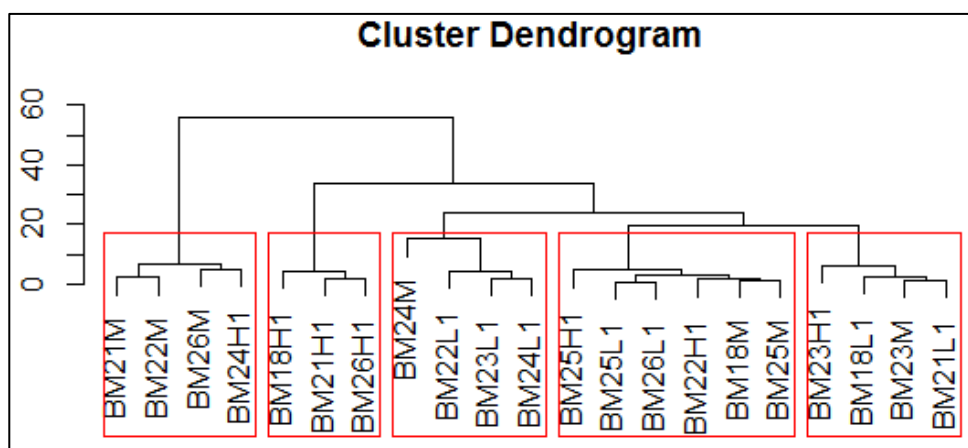 Cluster Dendrogram
60
40
20
0
BM21M
BM22M
BM26M
BM24H1
BM18H1
BM21H1
BM26H1
BM24M
BM22L1
BM23L1
BM24L1
BM25H1
BM25L1
BM26L1
BM22H1
BM18M
BM25M
BM23H1
BM18L1
BM23M
BM21L1